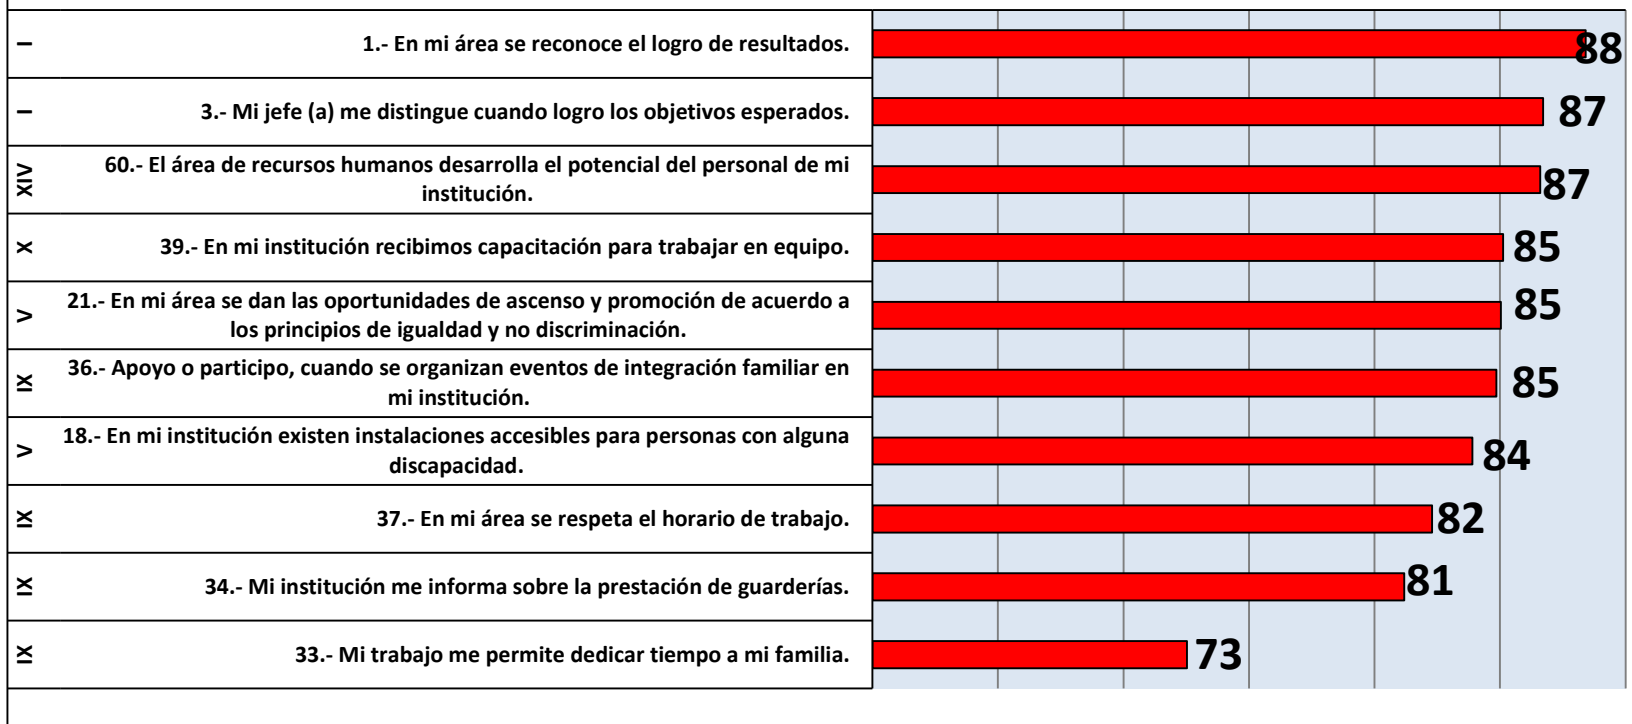 I
1.- En mi área se reconoce el logro de resultados.
88
I
3.- Mi jefe (a) me distingue cuando logro los objetivos esperados.
87
XIV
60.- El área de recursos humanos desarrolla el potencial del personal de mi
institución.
87
X
39.- En mi institución recibimos capacitación para trabajar en equipo.
85
V
21.- En mi área se dan las oportunidades de ascenso y promoción de acuerdo a
los principios de igualdad y no discriminación.
85
IX
36.- Apoyo o participo, cuando se organizan eventos de integración familiar en
mi institución.
85
V
18.- En mi institución existen instalaciones accesibles para personas con alguna
discapacidad.
84
IX
37.- En mi área se respeta el horario de trabajo.
82
IX
34.- Mi institución me informa sobre la prestación de guarderías.
81
IX
33.- Mi trabajo me permite dedicar tiempo a mi familia.
73